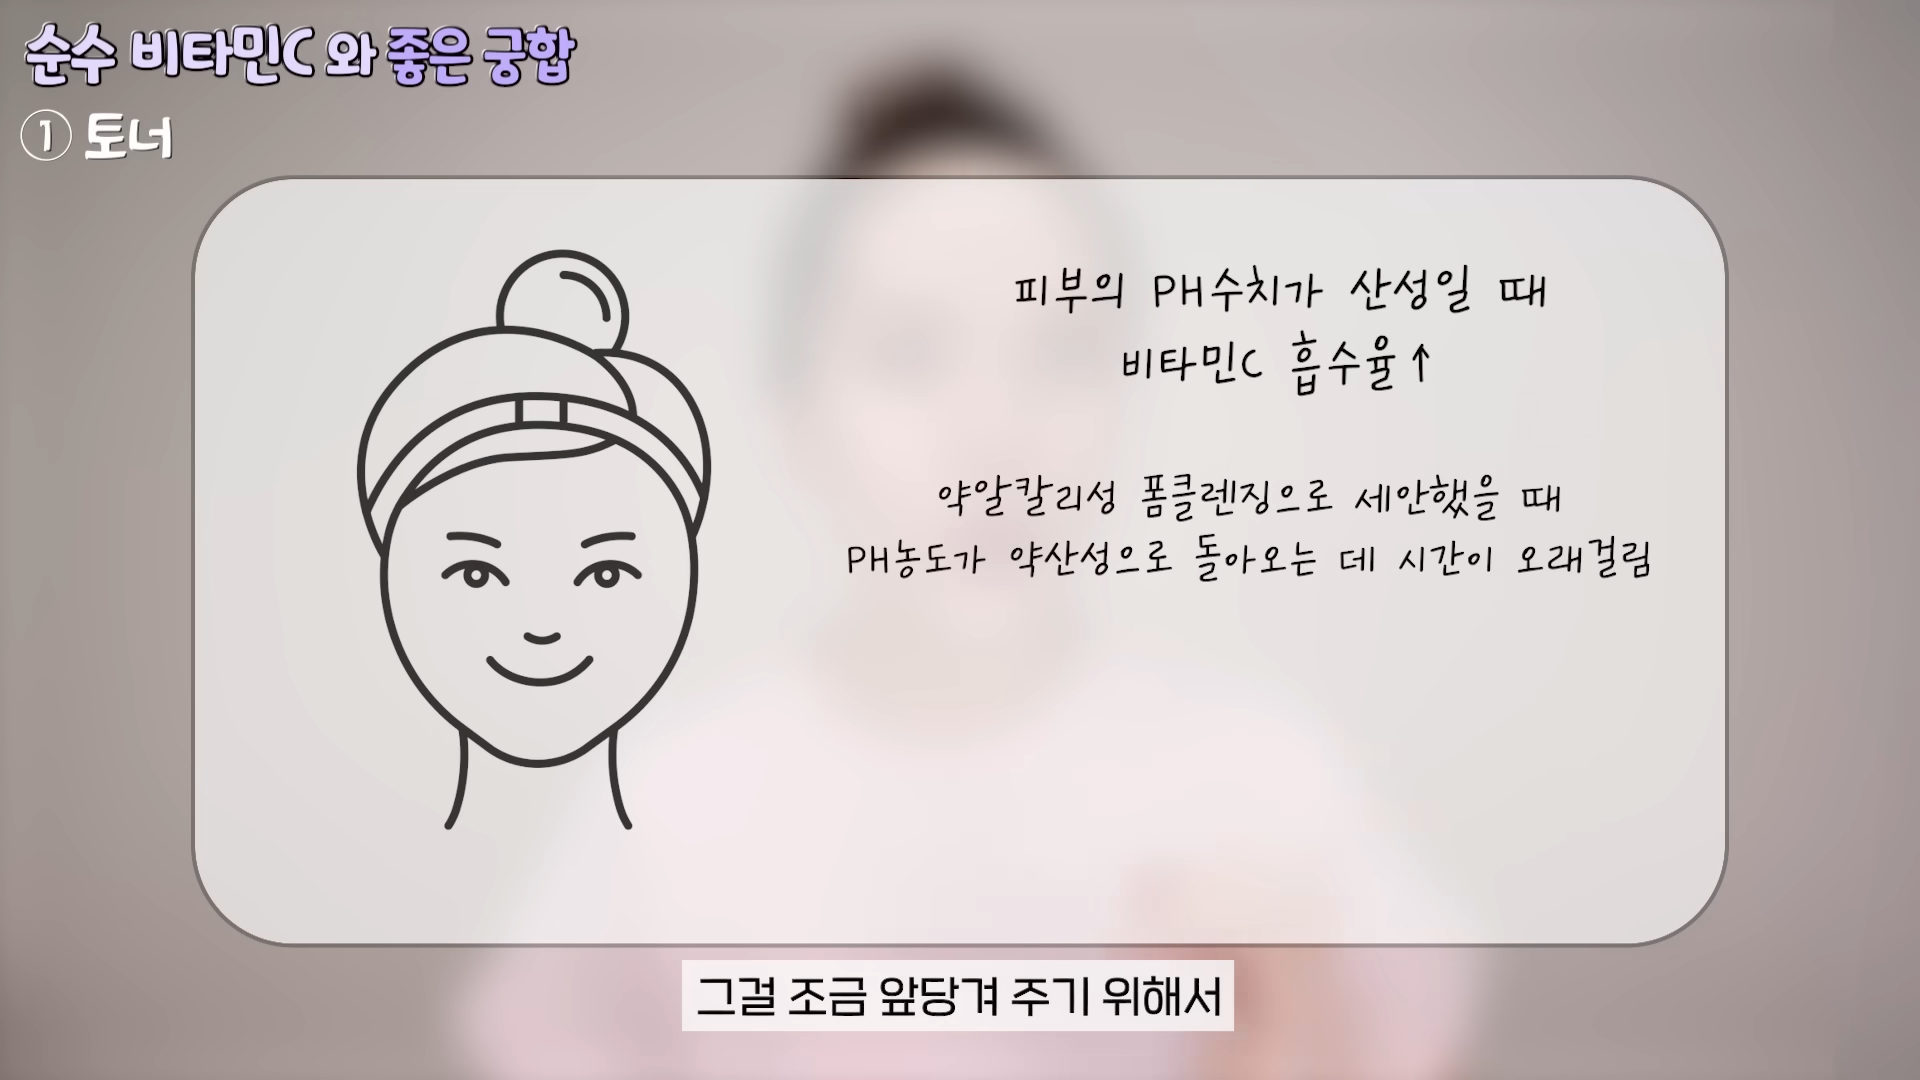 순수 비타민C 와 좋은 궁합
① 토너
피부의 PH수치가 산성일 때
비타민C 흡수율↑
약알칼리성 폼클렌징으로 세안했을 때
PH농도가 약산성으로 돌아오는 데 시간이 오래걸림
그걸 조금 앞당겨 주기 위해서